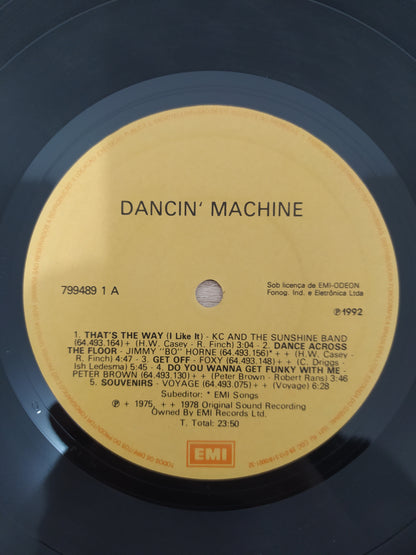 DANCIN' MACHINE
799489 1 A
Sob licença de EMI-ODEON
Fonog. Ind. e Eletrônica Ltda
℗1992
1. THAT'S THE WAY (I Like It) - KC AND THE SUNSHINE BAND
(64.493.164) + (H.W. Casey - R. Finch) 3:04 - 2. DANCE ACROSS
THE FLOOR - JIMMY "BO" HORNE (64.493.156)* + + (H.W. Casey -
R. Finch) 4:47 - 3. GET OFF - FOXY (64.493.148) + + (C. Driggs -
Ish Ledesma) 5:45 - 4. DO YOU WANNA GET FUNKY WITH ME -
PETER BROWN (64.493.130) + + (Peter Brown - Robert Rans) 3:46
5. SOUVENIRS - VOYAGE (64.493.075) + + (Voyage) 6:28
Subeditor: * EMI Songs
℗ + 1975, + + 1978 Original Sound Recording
Owned By EMI Records Ltd.
T. Total: 23:50
EMI